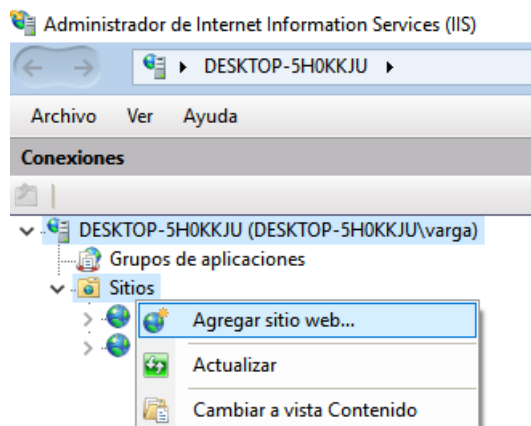 Administrador de Internet Information Services (IIS)
DESKTOP-5H0KKJU
Archivo Ver Ayuda
Conexiones
DESKTOP-5H0KKJU (DESKTOP-5H0KKJU\varga)
Grupos de aplicaciones
Sitios
Agregar sitio web...
Actualizar
Cambiar a vista Contenido